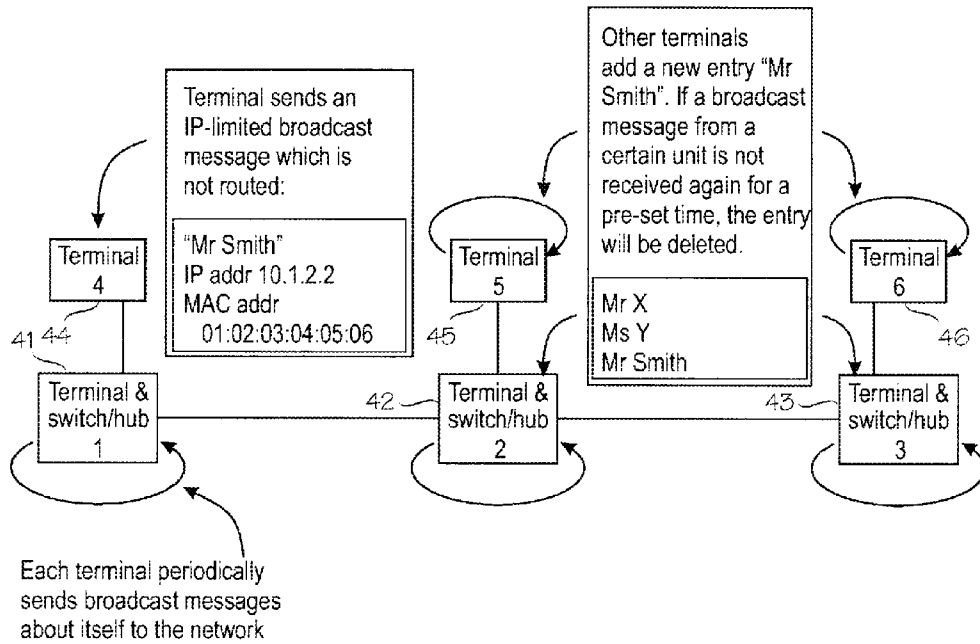 Terminal sends an
IP-limited broadcast
message which is
not routed:
"Mr Smith"
IP addr 10.1.2.2
MAC addr
01:02:03:04:05:06
Other terminals
add a new entry "Mr
Smith". If a broadcast
message from a
certain unit is not
received again for a
pre-set time, the entry
will be deleted.
Mr X
Ms Y
Mr Smith
Terminal
4
44
Terminal
5
45
Terminal
6
46
41
Terminal &
switch/hub
1
42
Terminal &
switch/hub
2
43
Terminal &
switch/hub
3
Each terminal periodically
sends broadcast messages
about itself to the network